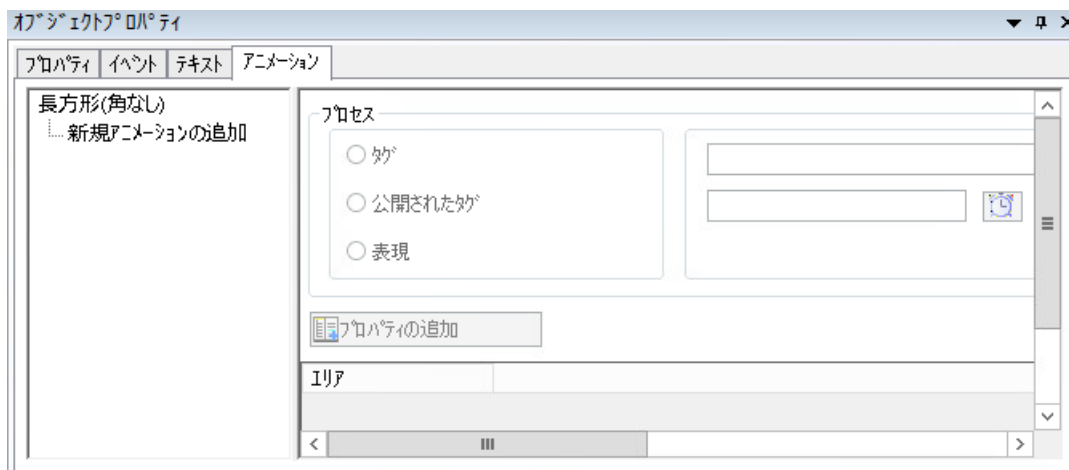 ｵﾌﾞｼﾞｪｸﾄﾌﾟﾛﾊﾟﾃｨ
ﾌﾟﾛﾊﾟﾃｨ ｲﾍﾞﾝﾄ ﾃｷｽﾄ ｱﾆﾒｰｼｮﾝ
長方形(角なし)
新規ｱﾆﾒｰｼｮﾝの追加
ﾌﾟﾛｾｽ
ﾀｸﾞ
公開されたﾀｸﾞ
表現
ﾌﾟﾛﾊﾟﾃｨの追加
ｴﾘｱ